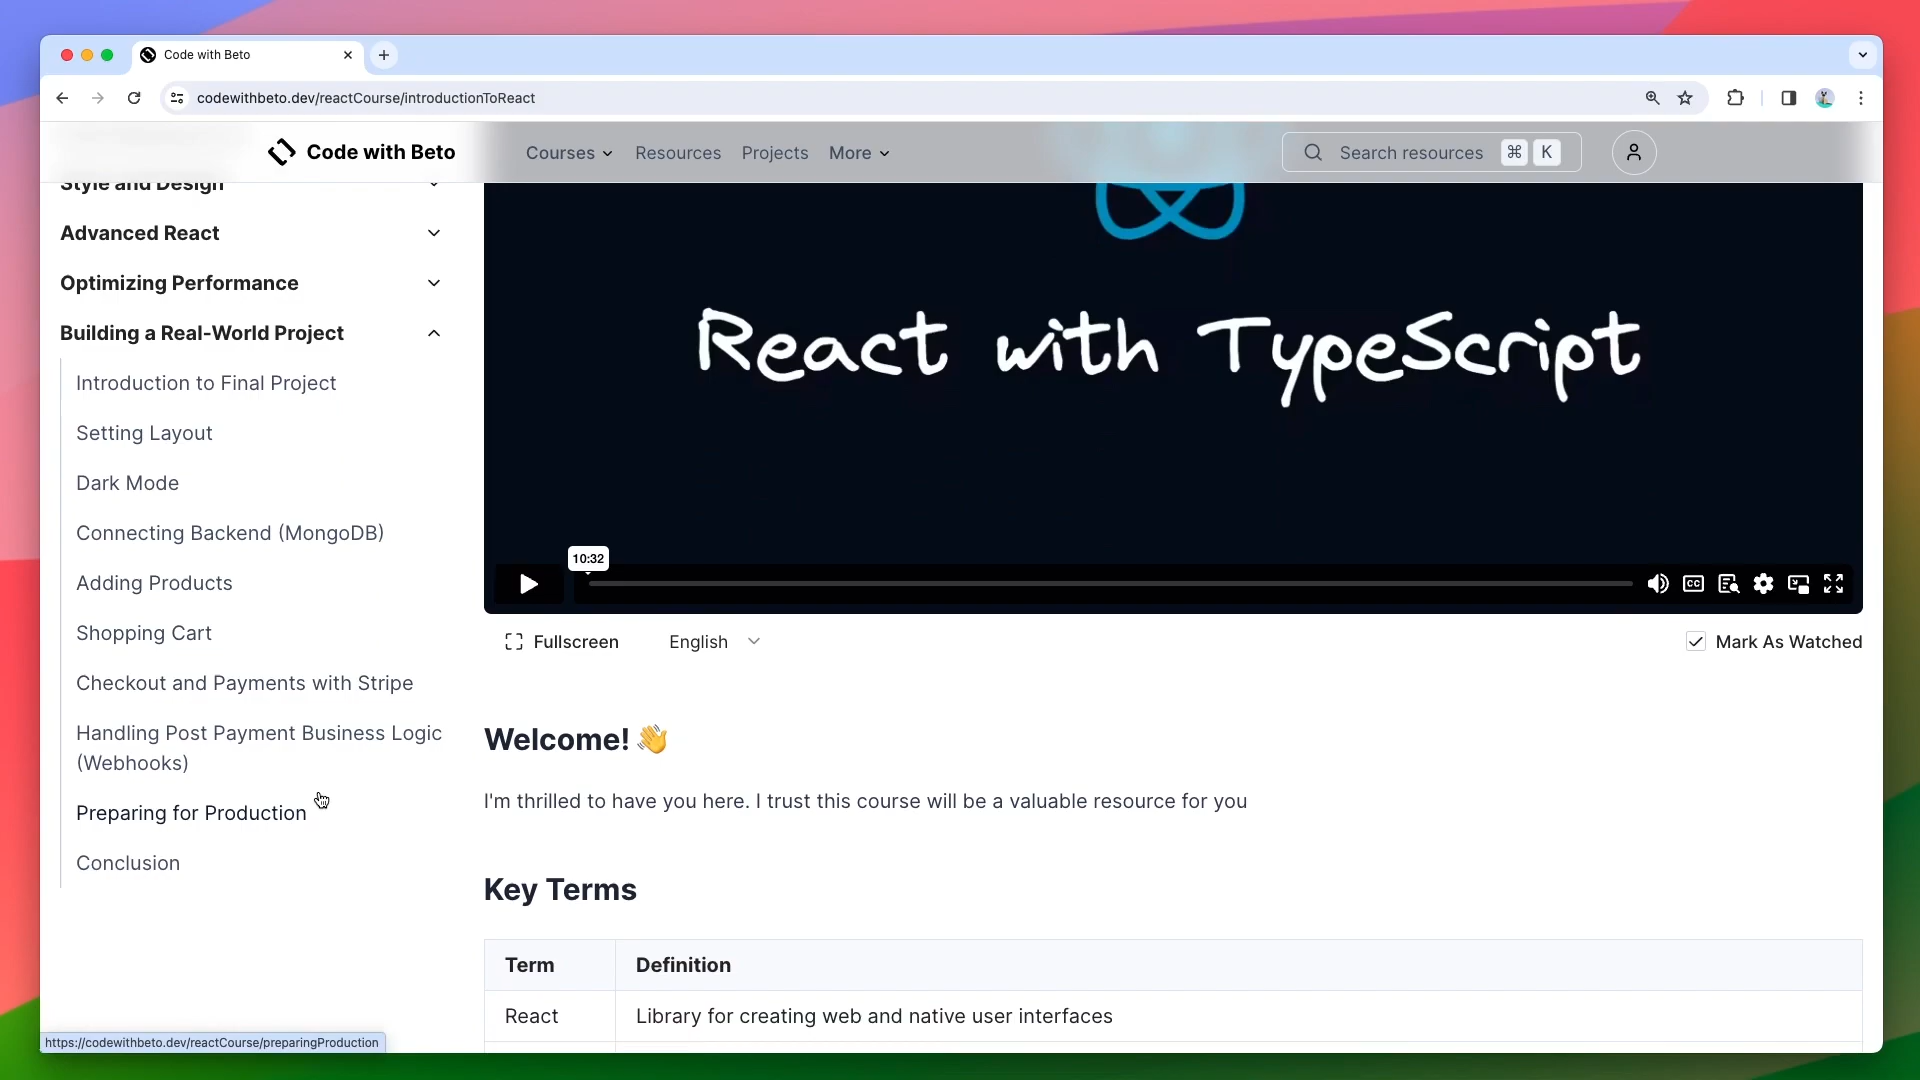 Code with Beto
codewithbeto.dev/reactCourse/introductionToReact
Code with Beto
Courses
Resources
Projects
More
Search resources
⌘ K
Style and Design
Advanced React
Optimizing Performance
Building a Real-World Project
Introduction to Final Project
Setting Layout
Dark Mode
Connecting Backend (MongoDB)
Adding Products
Shopping Cart
Checkout and Payments with Stripe
Handling Post Payment Business Logic
(Webhooks)
Preparing for Production
Conclusion
React with TypeScript
10:32
CC
Fullscreen
English
Mark As Watched
Welcome! 👋
I'm thrilled to have you here. I trust this course will be a valuable resource for you
Key Terms
Term Definition
React Library for creating web and native user interfaces
https://codewithbeto.dev/reactCourse/preparingProduction